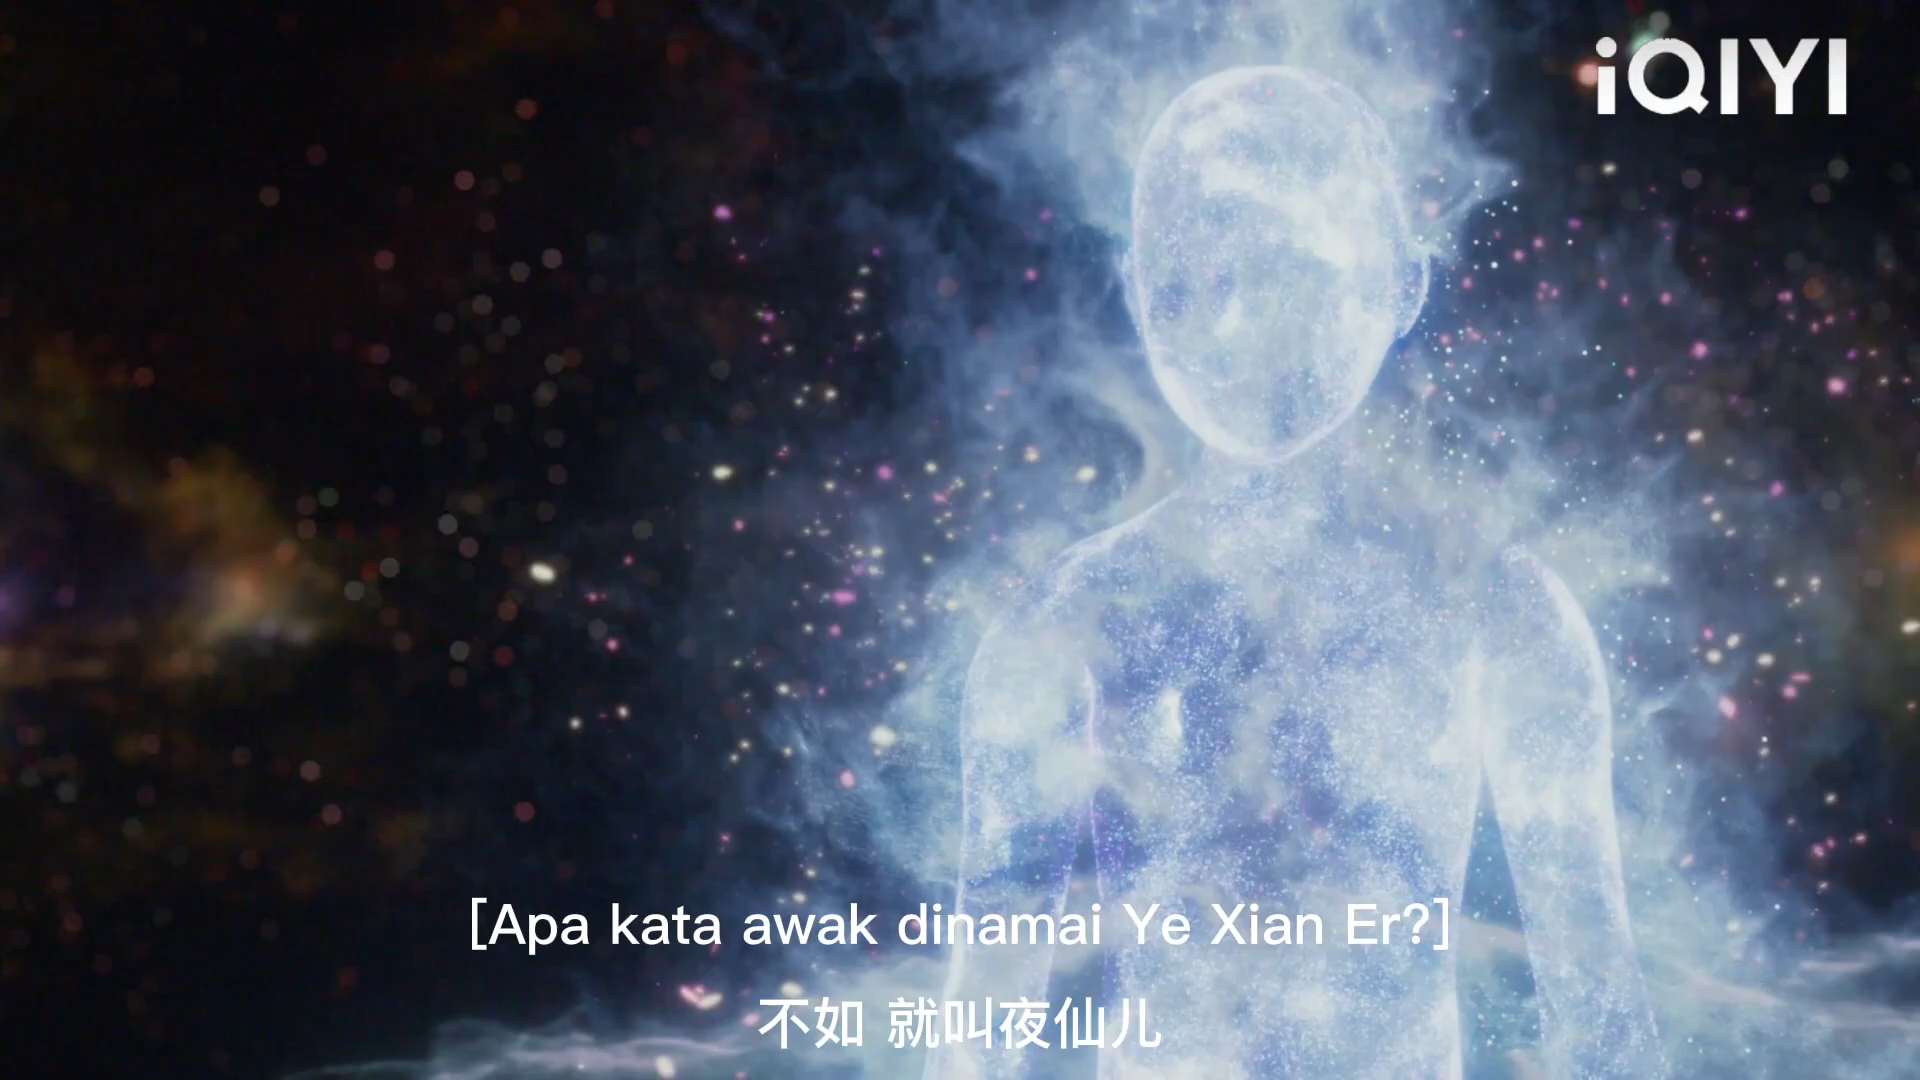 iQIYI
[Apa kata awak dinamai Ye Xian Er?]
不如 就叫夜仙儿